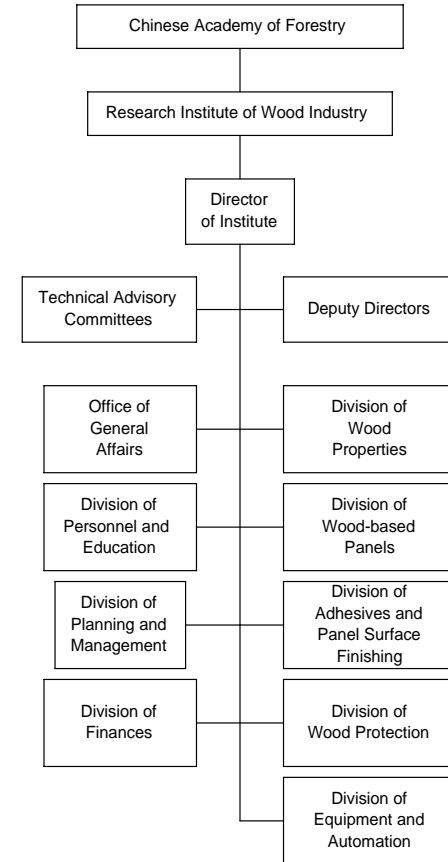 Chinese Academy of Forestry
Research Institute of Wood Industry
Director
of Institute
Technical Advisory
Committees
Deputy Directors
Office of
General
Affairs
Division of
Wood
Properties
Division of
Personnel and
Education
Division of
Wood-based
Panels
Division of
Planning and
Management
Division of
Adhesives and
Panel Surface
Finishing
Division of
Finances
Division of
Wood Protection
Division of
Equipment and
Automation